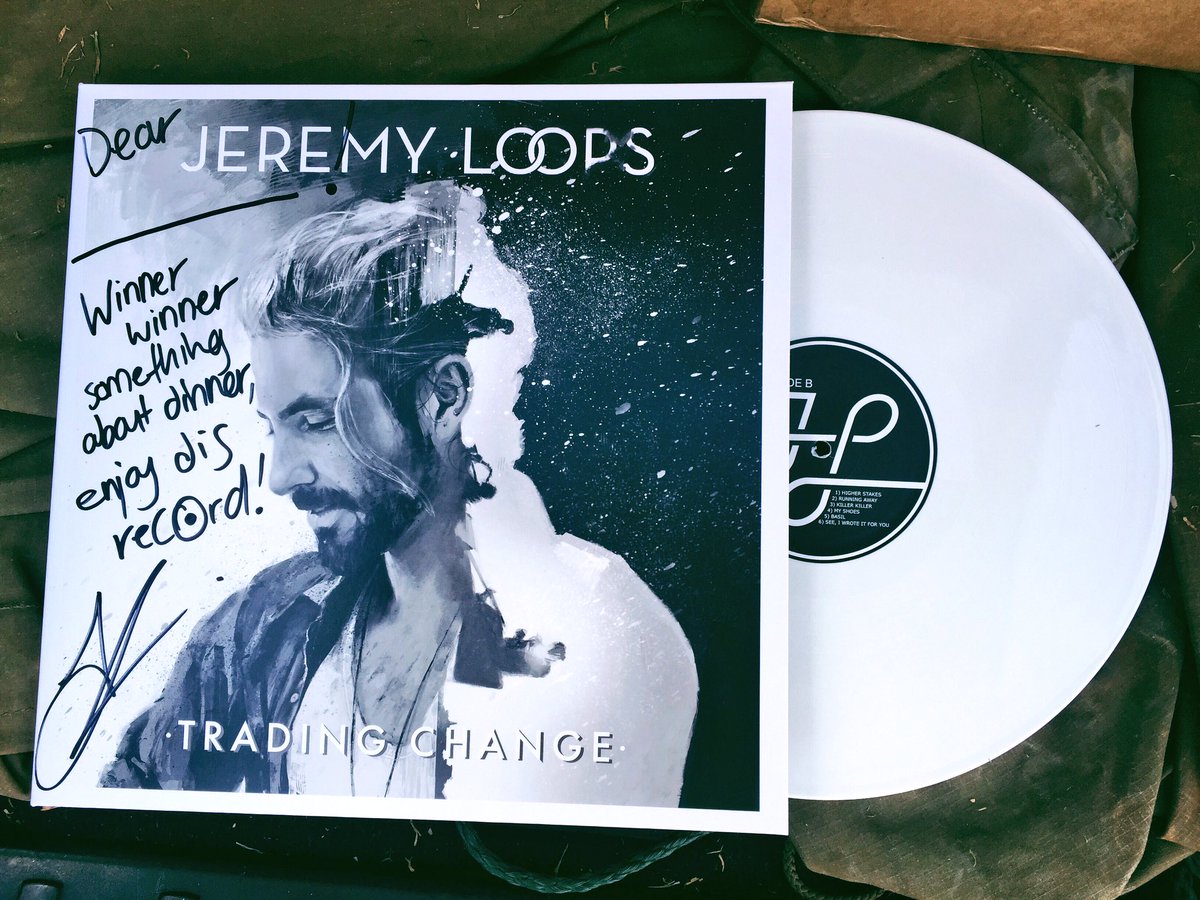 Dear
JEREMY LOOPS
!
Winner
winner
something
about dinner,
enjoy dis
record!
·TRADING CHANGE·
DE B
1) HIGHER STAKES
2) RUNNING AWAY
3) KILLER KILLER
4) MY SHOES
5) BASIL
6) SEE, I WROTE IT FOR YOU